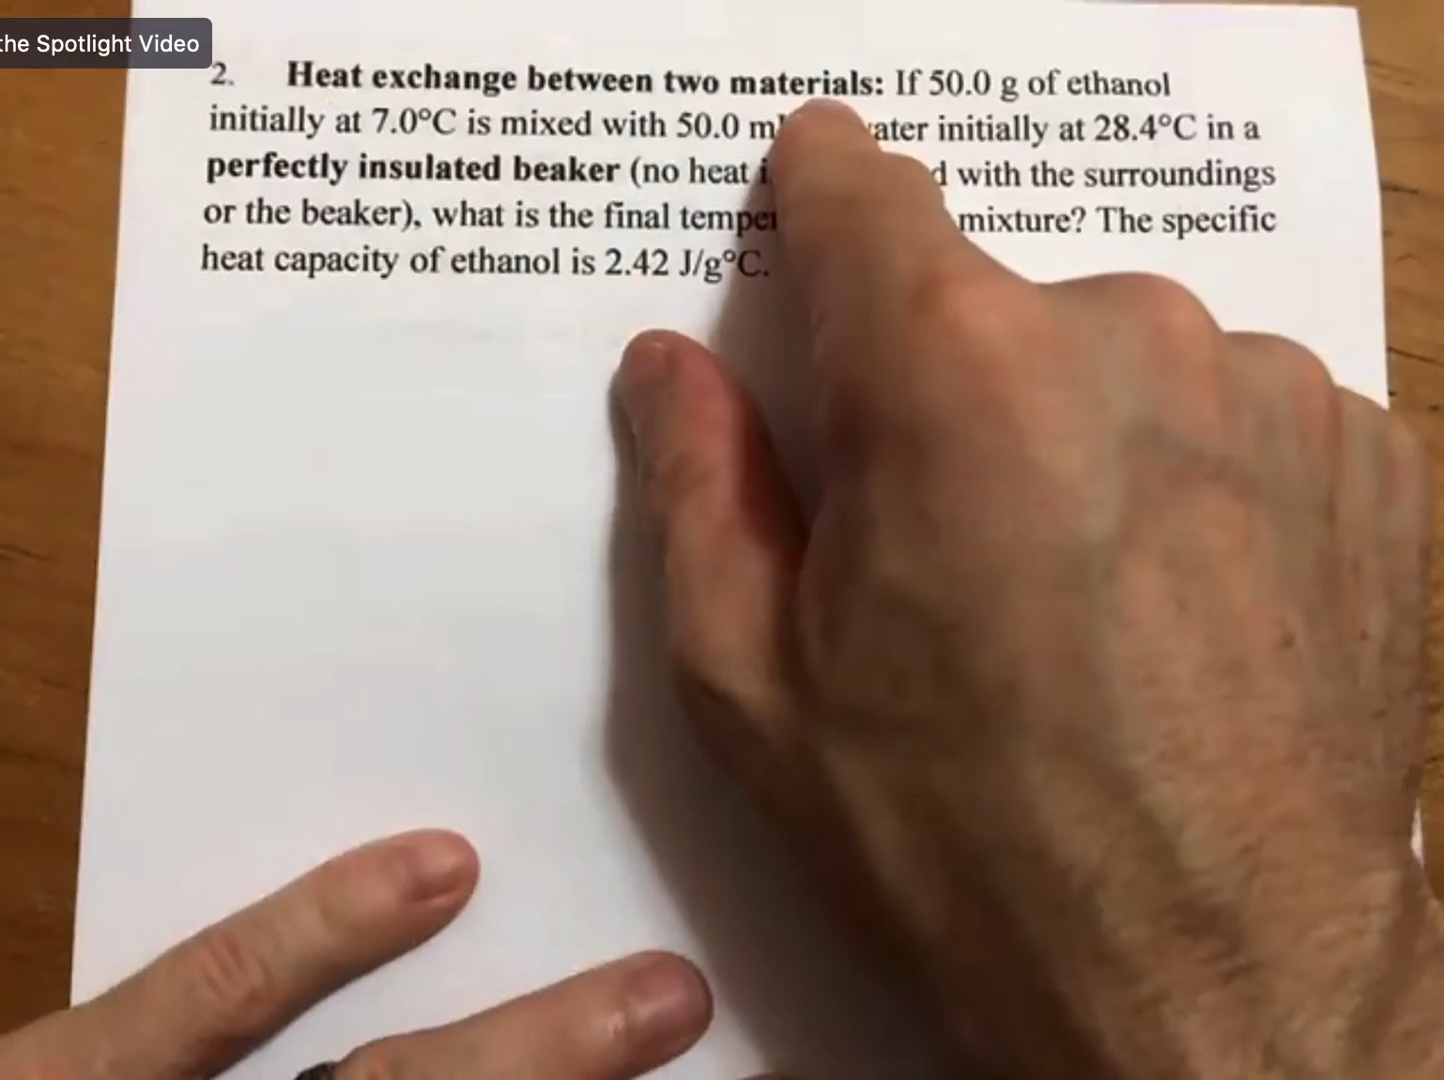 the Spotlight Video
2. Heat exchange between two materials: If 50.0 g of ethanol
initially at 7.0°C is mixed with 50.0 initially at 28.4°C in a
perfectly insulated beaker (no heat with the surroundings
or the beaker), what is the final mixture? The specific
heat capacity of ethanol is 2.42 J/g°C.